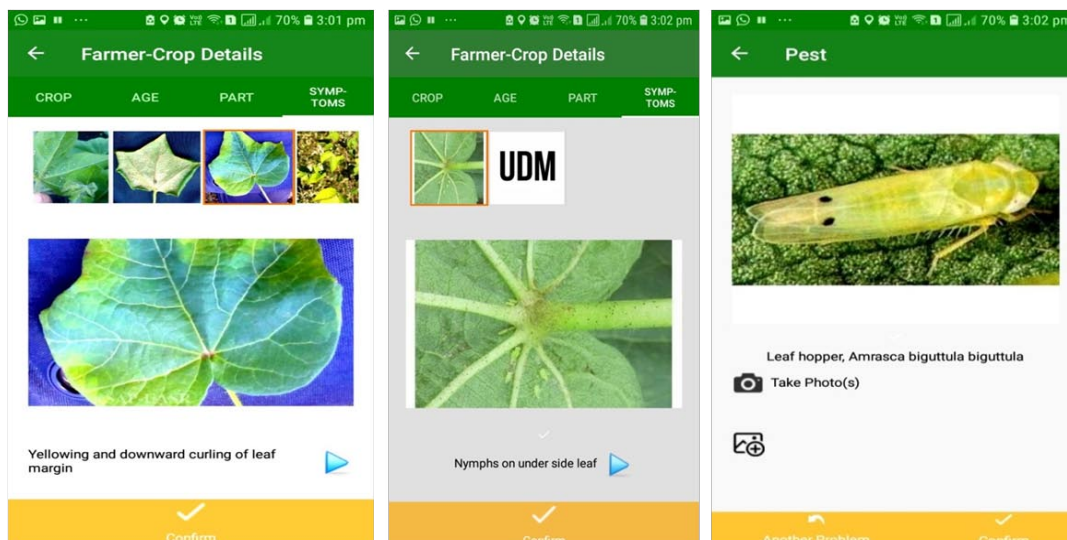 70% 3:01 pm
Farmer-Crop Details
CROP AGE PART SYMP-
TOMS
Yellowing and downward curling of leaf
margin
Confirm
70% 3:02 pm
Farmer-Crop Details
CROP AGE PART SYMP-
TOMS
UDM
Nymphs on under side leaf
Confirm
70% 3:02 pm
Pest
Leaf hopper, Amrasca biguttula biguttula
Take Photo(s)
Another Problem Confirm